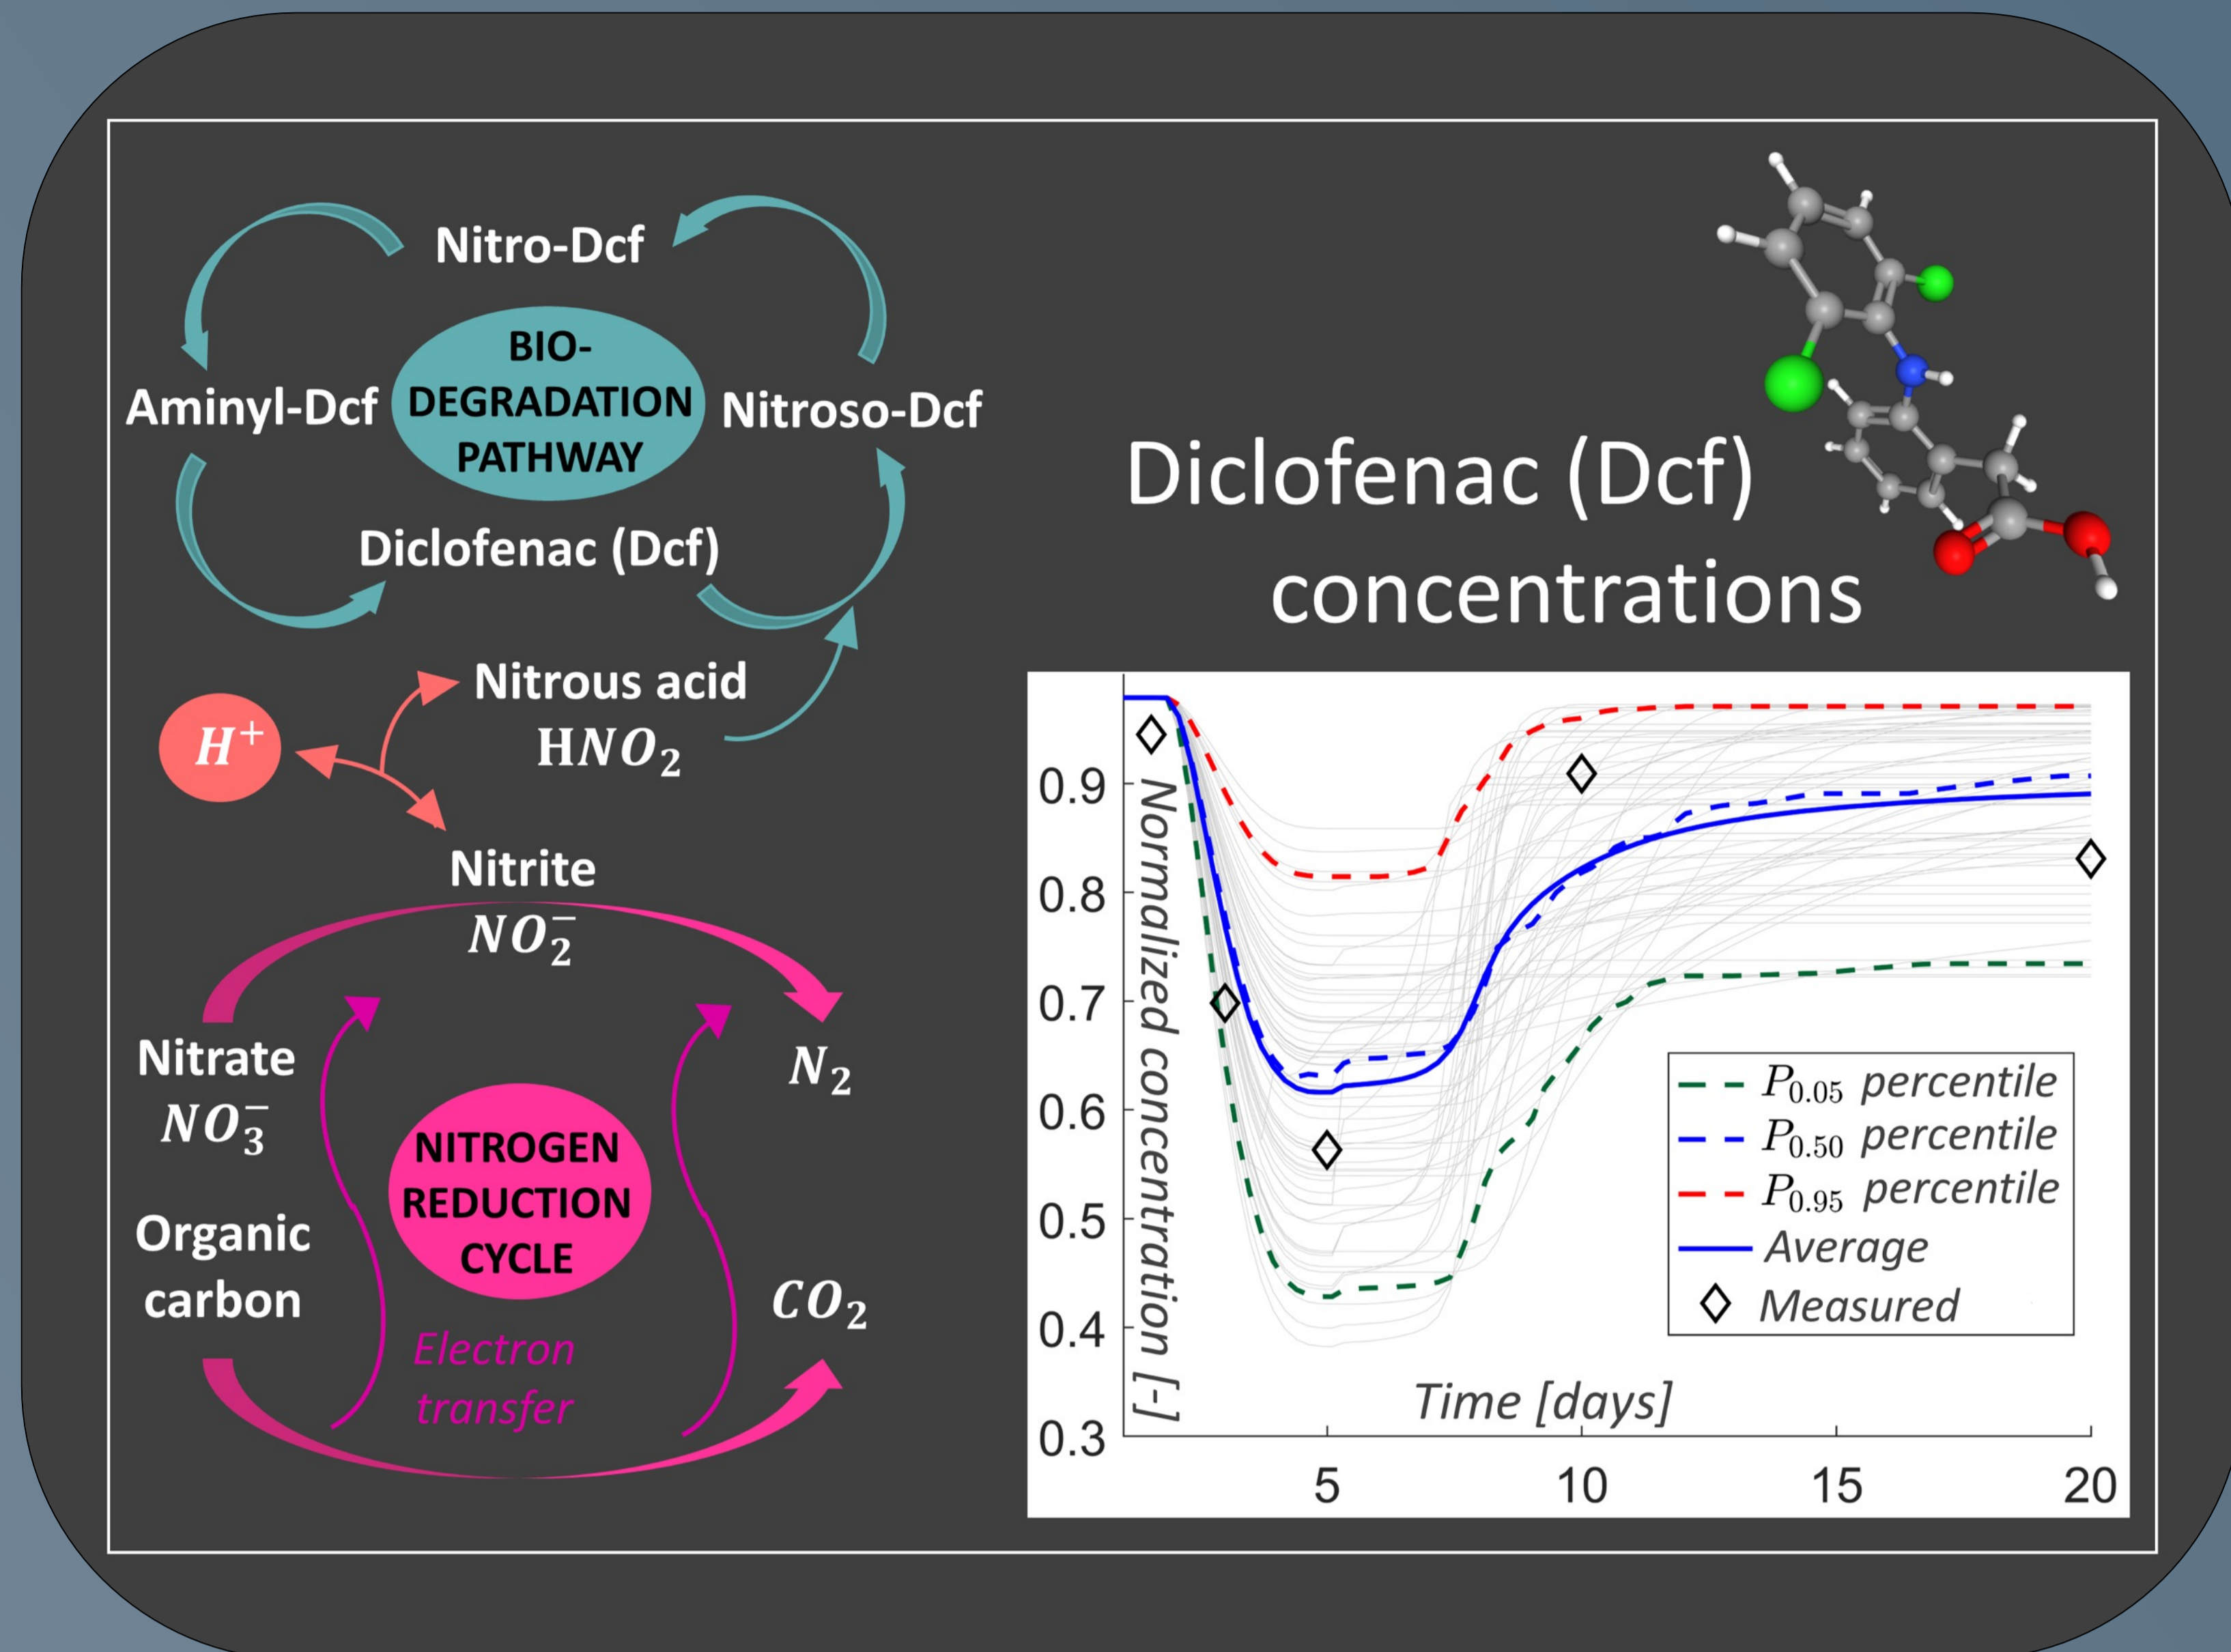 Nitro-Dcf
BIO-
DEGRADATION
PATHWAY
Aminyl-Dcf
Nitroso-Dcf
Diclofenac (Dcf)
Nitrous acid
HNO₂
H⁺
Nitrite
NO₂⁻
Nitrate
NO₃⁻
N₂
NITROGEN
REDUCTION
CYCLE
Organic
carbon
CO₂
Electron
transfer
Diclofenac (Dcf)
concentrations
0.9
0.8
0.7
0.6
0.5
0.4
0.3
Normalized concentration [-]
P₀.₀₅ percentile
P₀.₅₀ percentile
P₀.₉₅ percentile
Average
Measured
Time [days]
5 10 15 20